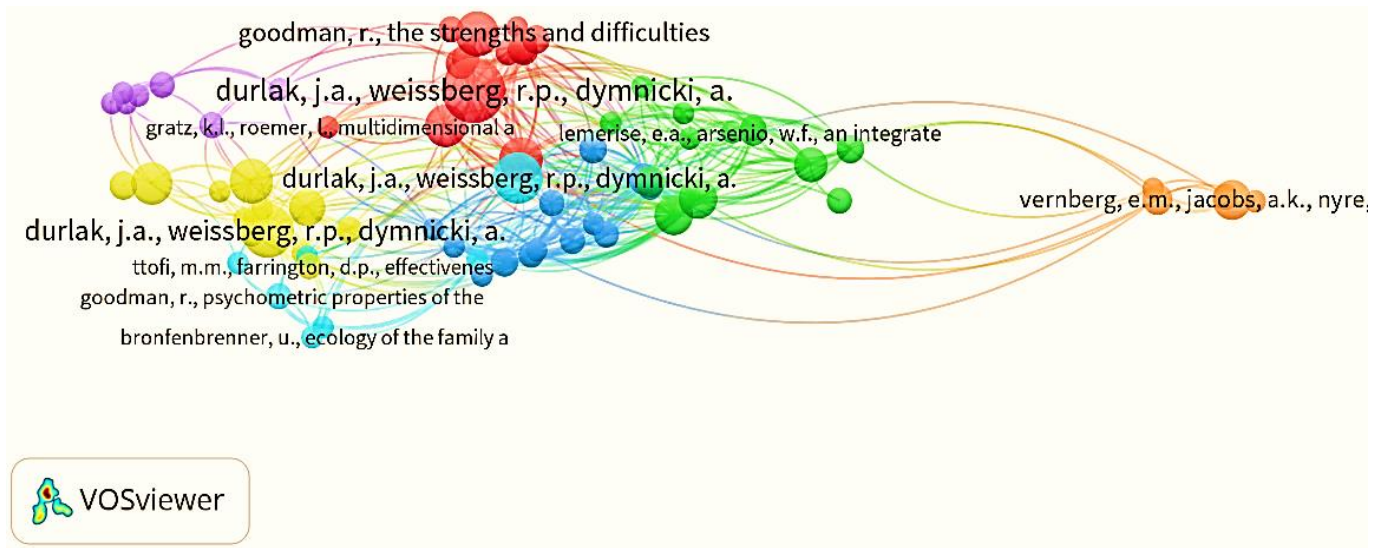 goodman, r., the strengths and difficulties
durlak, j.a., weissberg, r.p., dymnicki, a.
gratz, k.l., roemer, l., multidimensional a
lemerise, e.a., arsenio, w.f., an integrate
durlak, j.a., weissberg, r.p., dymnicki, a.
vernberg, e.m., jacobs, a.k., nyre,
durlak, j.a., weissberg, r.p., dymnicki, a.
ttofi, m.m., farrington, d.p., effectivenes
goodman, r., psychometric properties of the
bronfenbrenner, u., ecology of the family a
VOSviewer